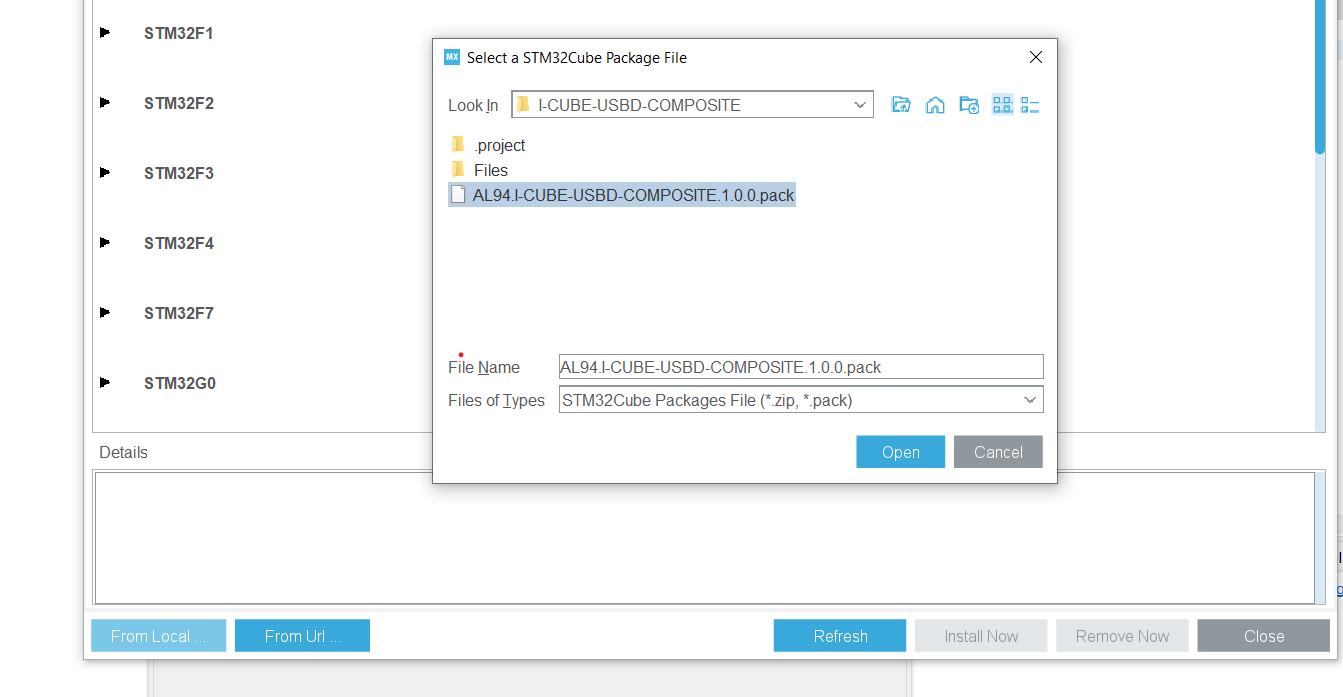 STM32F1
STM32F2
STM32F3
STM32F4
STM32F7
STM32G0
MX Select a STM32Cube Package File
Look In I-CUBE-USBD-COMPOSITE
.project
Files
AL94.I-CUBE-USBD-COMPOSITE.1.0.0.pack
File Name AL94.I-CUBE-USBD-COMPOSITE.1.0.0.pack
Files of Types STM32Cube Packages File (*.zip, *.pack)
Open Cancel
Details
From Local ... From Url ... Refresh Install Now Remove Now Close